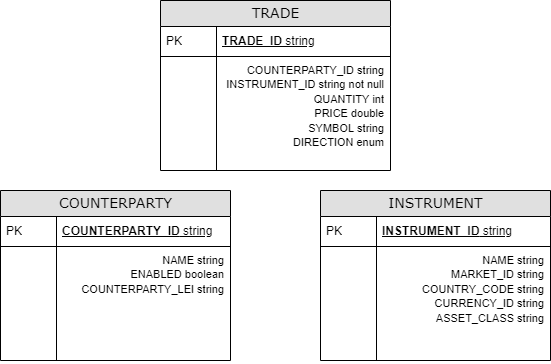 TRADE
PK
TRADE_ID string
COUNTERPARTY_ID string
INSTRUMENT_ID string not null
QUANTITY int
PRICE double
SYMBOL string
DIRECTION enum
COUNTERPARTY
PK
COUNTERPARTY_ID string
NAME string
ENABLED boolean
COUNTERPARTY_LEI string
INSTRUMENT
PK
INSTRUMENT_ID string
NAME string
MARKET_ID string
COUNTRY_CODE string
CURRENCY_ID string
ASSET_CLASS string